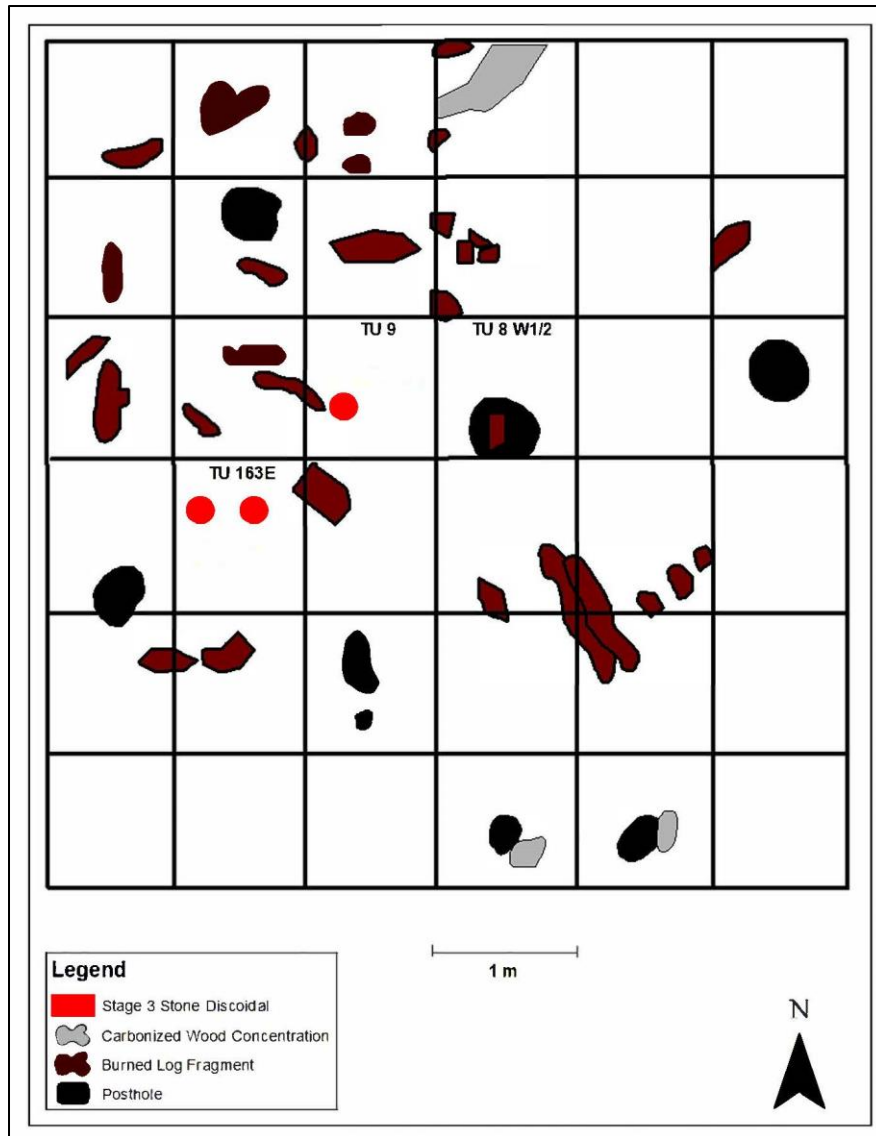 TU 9
TU 8 W1/2
TU 163E
1 m
Legend
Stage 3 Stone Discoidal
Carbonized Wood Concentration
Burned Log Fragment
Posthole
N